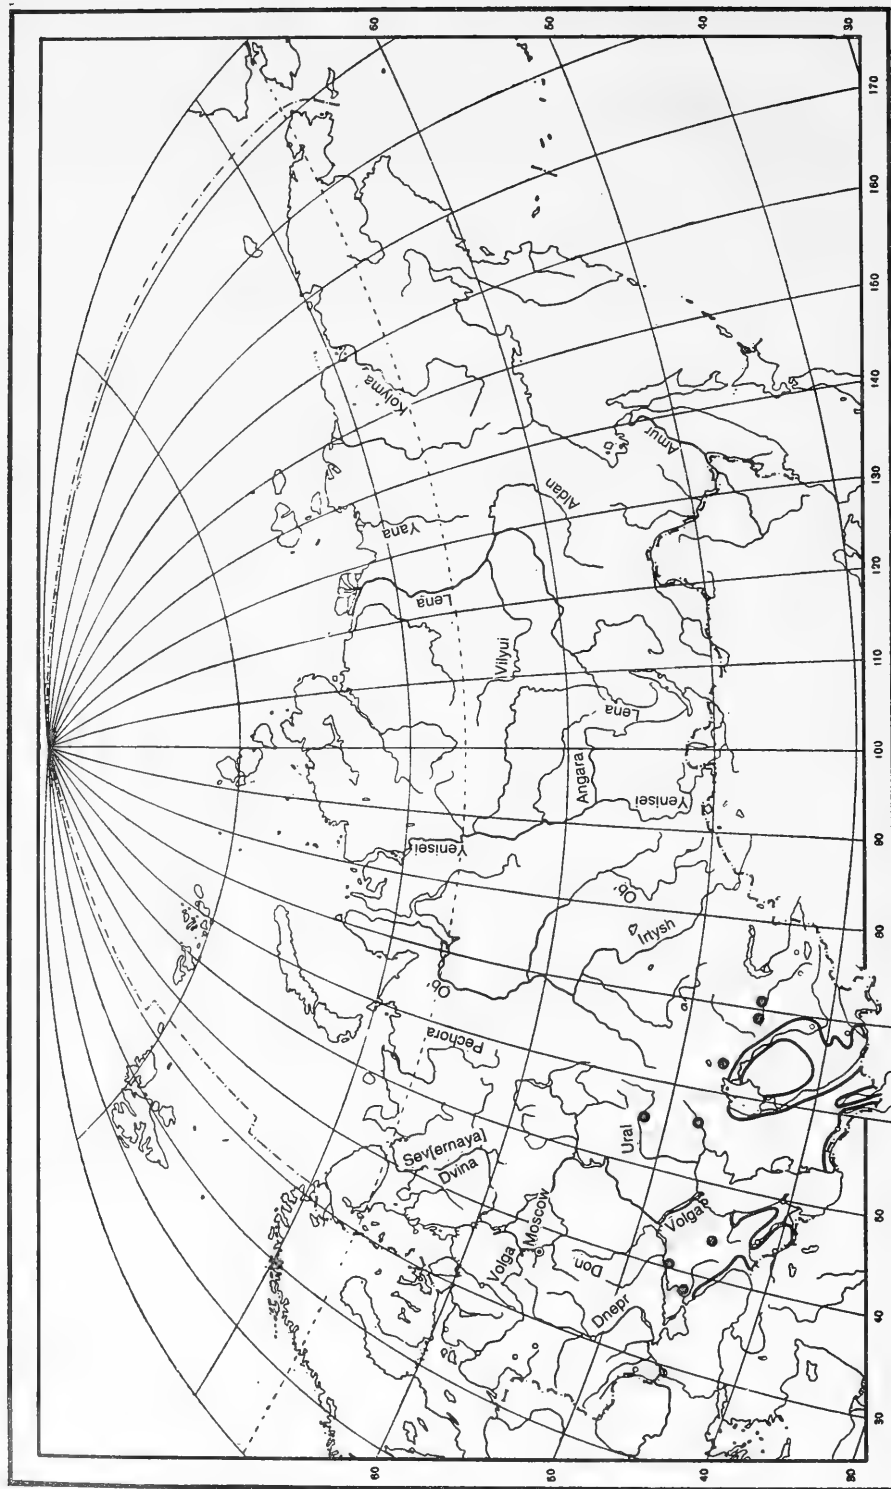 60
50
40
30
170
160
150
140
130
120
110
100
90
80
60
50
40
30
60
50
40
30
Kolyma
Amur
Aldan
Yana
Lena
Vilyui
Lena
Angara
Yenisei
Yenisei
Ob'
Irtysh
Ob'
Pechora
Ural
Sev[ernaya]
Dvina
Moscow
Volga
Volga
Don
Dnepr